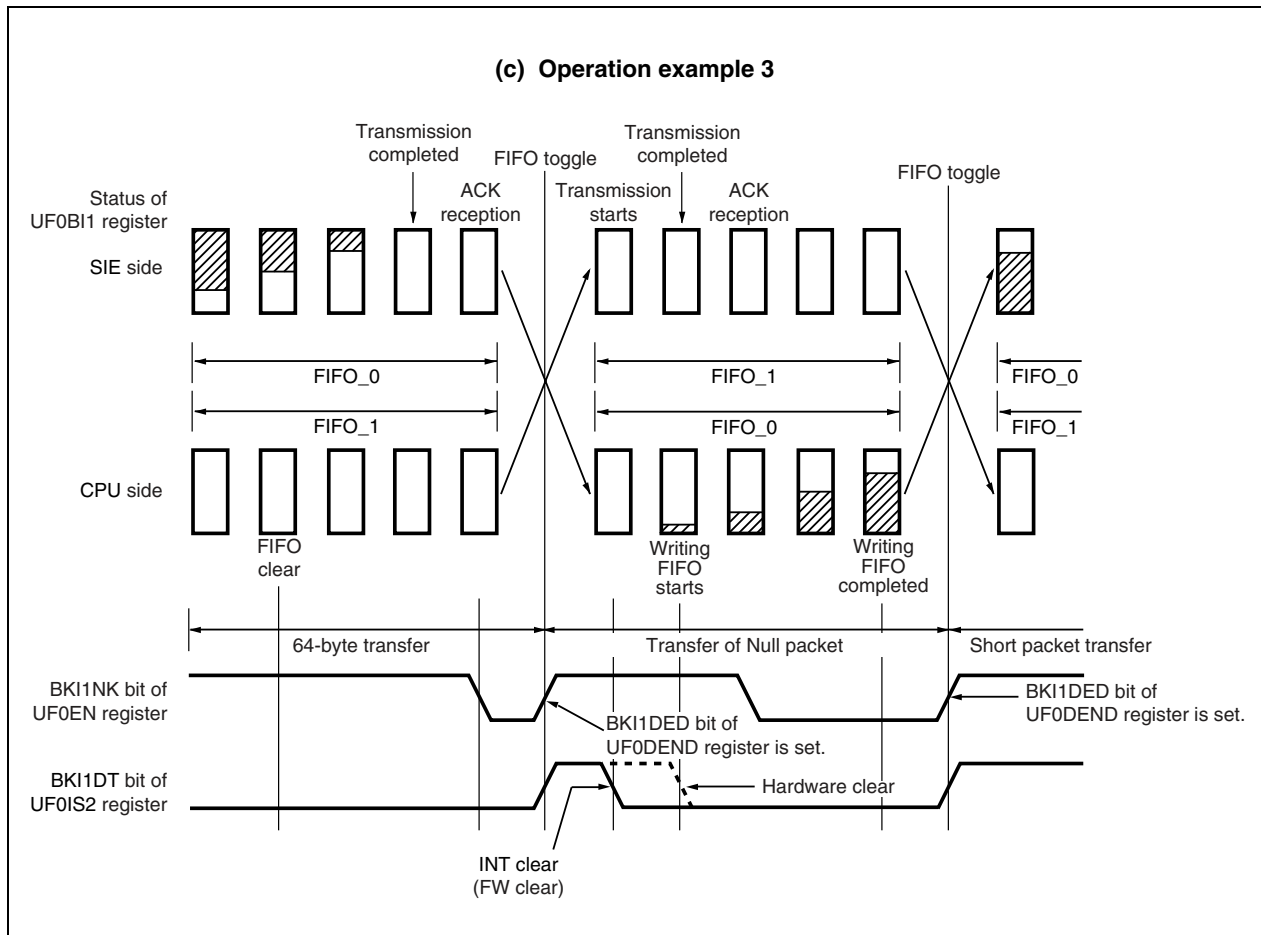 (c) Operation example 3
Transmission
completed
FIFO toggle
Transmission
completed
FIFO toggle
Status of
UF0BI1 register
ACK
reception
Transmission
starts
ACK
reception
SIE side
FIFO_0
FIFO_1
FIFO_0
FIFO_1
FIFO_0
FIFO_1
CPU side
FIFO
clear
Writing
FIFO
starts
Writing
FIFO
completed
64-byte transfer
Transfer of Null packet
Short packet transfer
BKI1NK bit of
UF0EN register
BKI1DED bit of
UF0DEND register is set.
BKI1DED bit of
UF0DEND register is set.
BKI1DT bit of
UF0IS2 register
Hardware clear
INT clear
(FW clear)